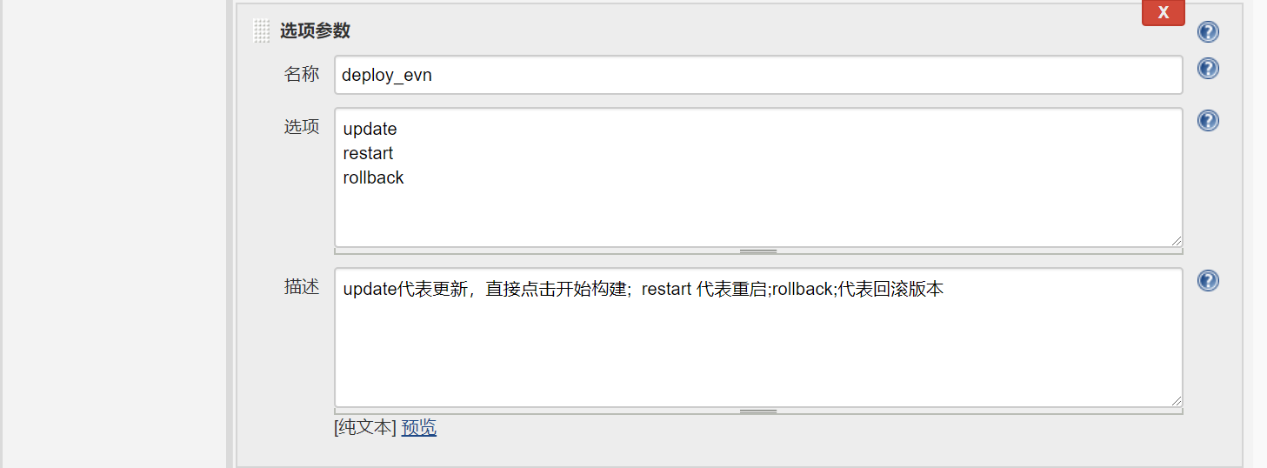 X
选项参数
名称 deploy_evn
选项 update
restart
rollback
描述 update代表更新，直接点击开始构建；restart 代表重启;rollback;代表回滚版本
[纯文本] 预览